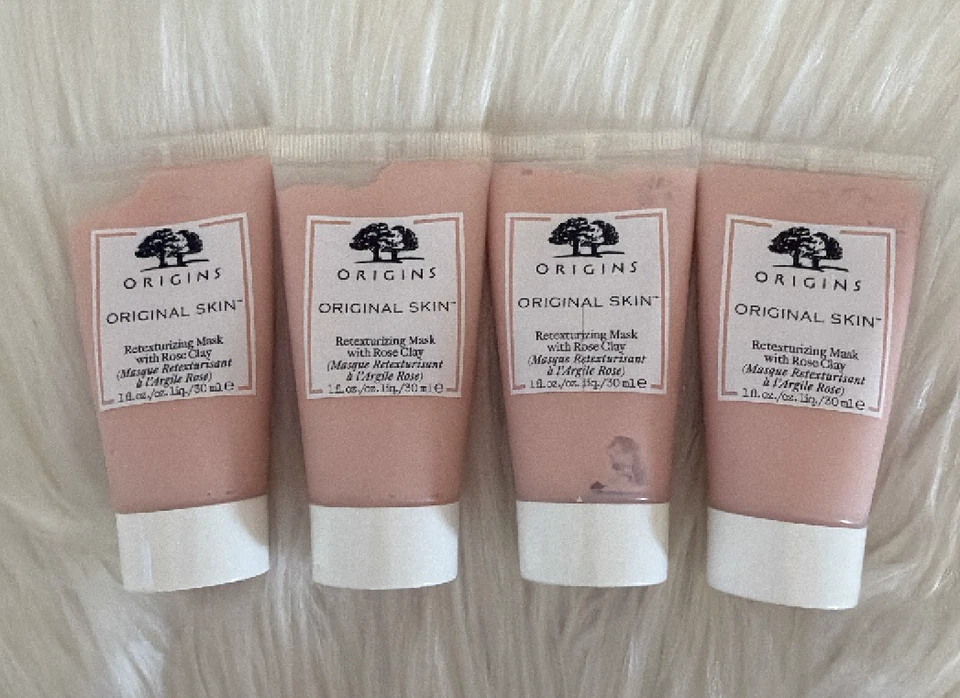 ORIGINS
ORIGINAL SKIN™
Retexturizing Mask
with Rose Clay
(Masque Retexturisant
à l'Argile Rose)
1 fl. oz./oz. liq./30 ml e
ORIGINS
ORIGINAL SKIN™
Retexturizing Mask
with Rose Clay
(Masque Retexturisant
à l'Argile Rose)
1 fl. oz./oz. liq./30 ml e
ORIGINS
ORIGINAL SKIN™
Retexturizing Mask
with Rose Clay
(Masque Retexturisant
à l'Argile Rose)
1 fl. oz./oz. liq./30 ml e
ORIGINS
ORIGINAL SKIN™
Retexturizing Mask
with Rose Clay
(Masque Retexturisant
à l'Argile Rose)
1 fl. oz./oz. liq./30 ml e